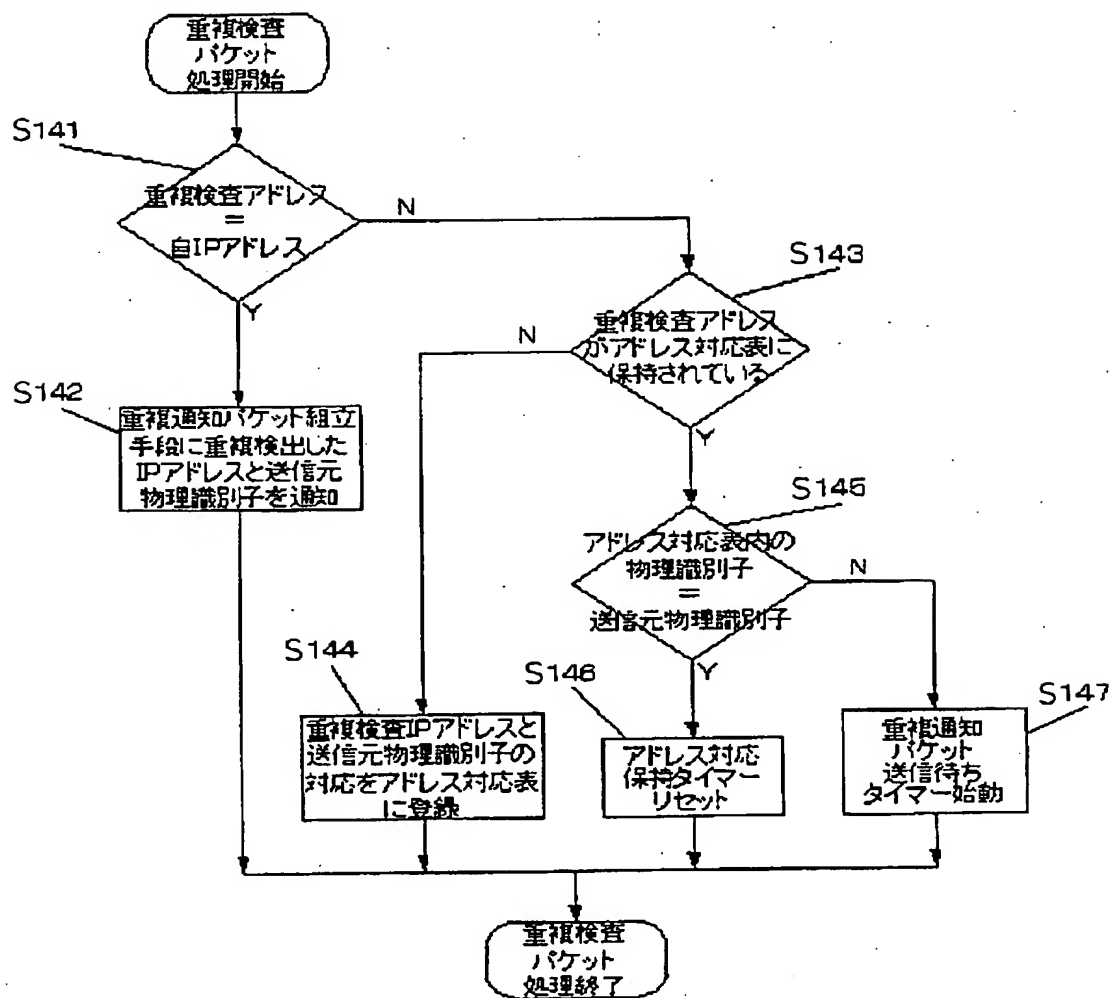 重複検査
パケット
処理開始
S141
重複検査アドレス
=
自IPアドレス
N
Y
S142
重複通知パケット組立
手段に重複検出した
IPアドレスと送信元
物理識別子を通知
S143
重複検査アドレス
がアドレス対応表に
保持されている
N
Y
S145
アドレス対応表内の
物理識別子
=
送信元物理識別子
N
Y
S144
重複検査IPアドレスと
送信元物理識別子の
対応をアドレス対応表
に登録
S146
アドレス対応
保持タイマー
リセット
S147
重複通知
パケット
送信待ち
タイマー始動
重複検査
パケット
処理終了